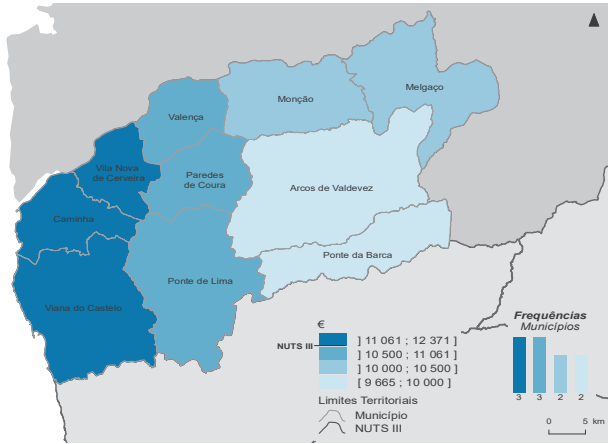 Melgaço
Monção
Valença
Vila Nova
de Cerveira
Paredes
de Coura
Arcos de Valdevez
Caminha
Ponte da Barca
Ponte de Lima
Viana do Castelo
€
NUTS III
] 11 061 ; 12 371 ]
] 10 500 ; 11 061 ]
] 10 000 ; 10 500 ]
[ 9 665 ; 10 000 ]
Limites Territoriais
Município
NUTS III
Frequências
Municípios
3 3 2 2
0 5 km